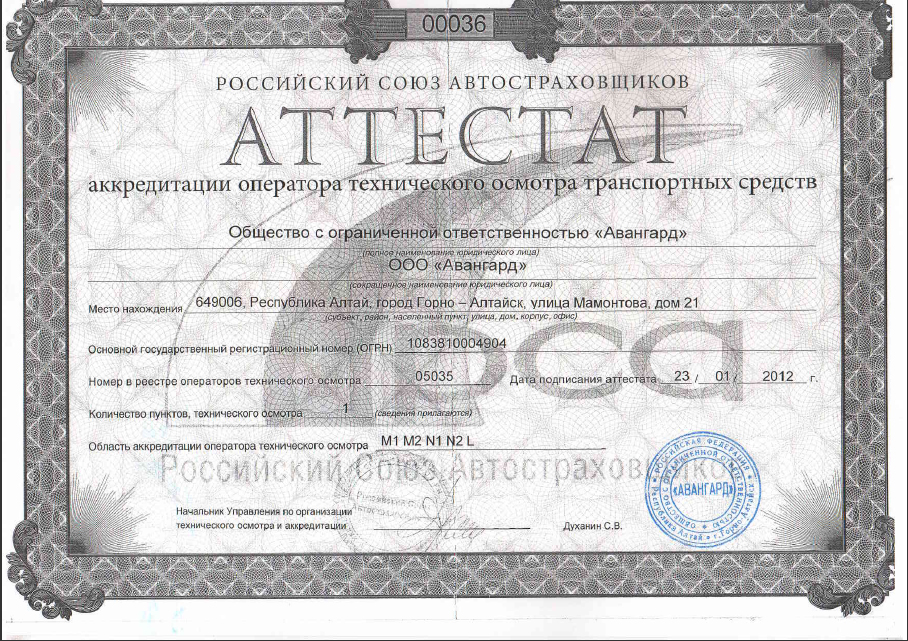 00036
РОССИЙСКИЙ СОЮЗ АВТОСТРАХОВЩИКОВ
АТТЕСТАТ
аккредитации оператора технического осмотра транспортных средств
Общество с ограниченной ответственностью «Авангард»
(полное наименование юридического лица)
ООО «Авангард»
(сокращенное наименование юридического лица)
Место нахождения 649006, Республика Алтай, город Горно – Алтайск, улица Мамонтова, дом 21
(субъект, район, населенный пункт, улица, дом, корпус, офис)
рса
Основной государственный регистрационный номер (ОГРН) 1083810004904
Номер в реестре операторов технического осмотра 05035 Дата подписания аттестата 23 / 01 / 2012 г.
Количество пунктов, технического осмотра 1 (сведения прилагаются)
Область аккредитации оператора технического осмотра M1 M2 N1 N2 L
Российский Союз Автостраховщиков
Начальник Управления по организации
технического осмотра и аккредитации Духанин С.В.
РОССИЙСКАЯ ФЕДЕРАЦИЯ
Республика Алтай г. Горно-Алтайск
ОБЩЕСТВО С ОГРАНИЧЕННОЙ ОТВЕТСТВЕННОСТЬЮ
«АВАНГАРД»